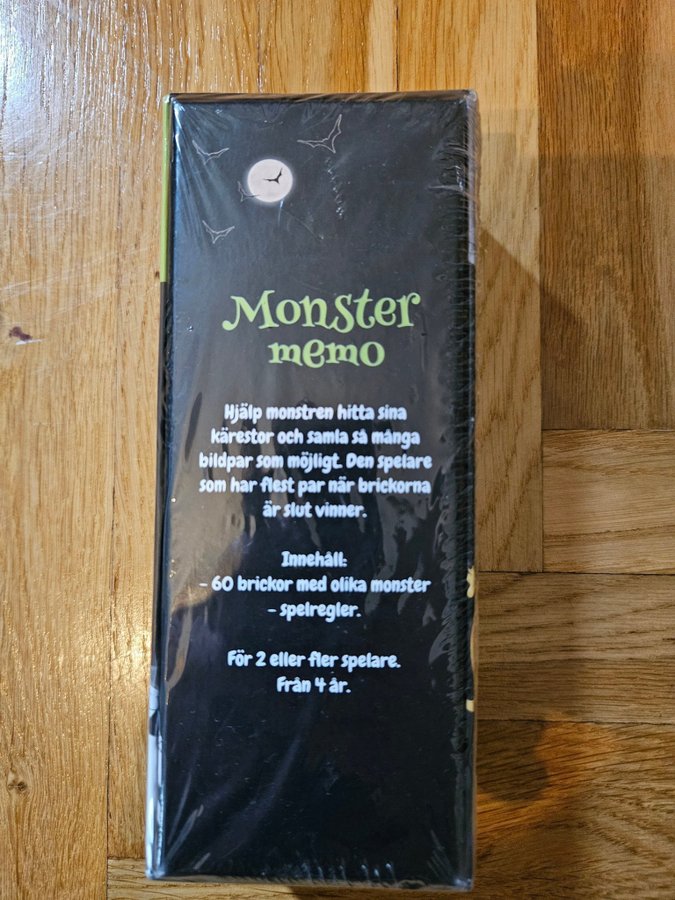 Monster
memo
Hjälp monstren hitta sina
kärestor och samla så många
bildpar som möjligt. Den spelare
som har flest par när brickorna
är slut vinner.
Innehåll:
- 60 brickor med olika monster
- spelregler.
För 2 eller fler spelare.
Från 4 år.